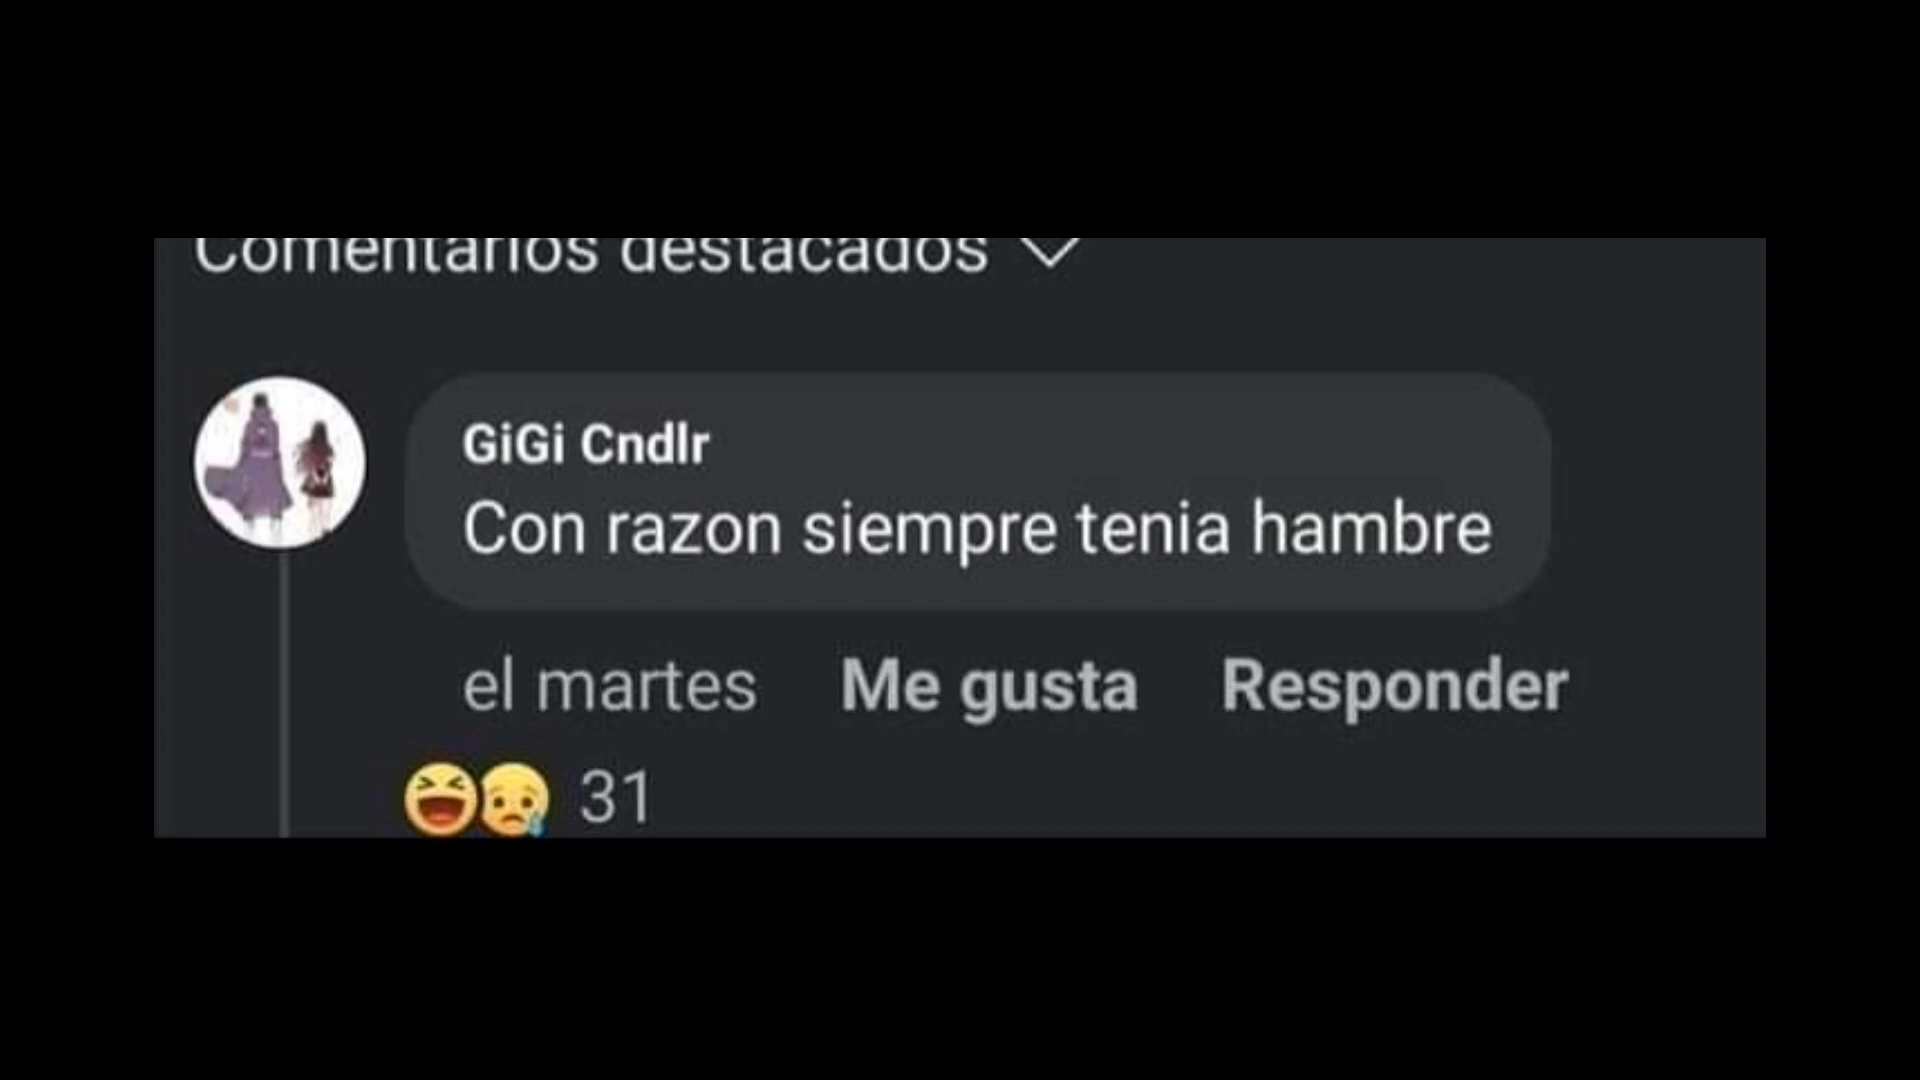 Comentarios destacados
GiGi Cndlr
Con razon siempre tenia hambre
el martes Me gusta Responder
31